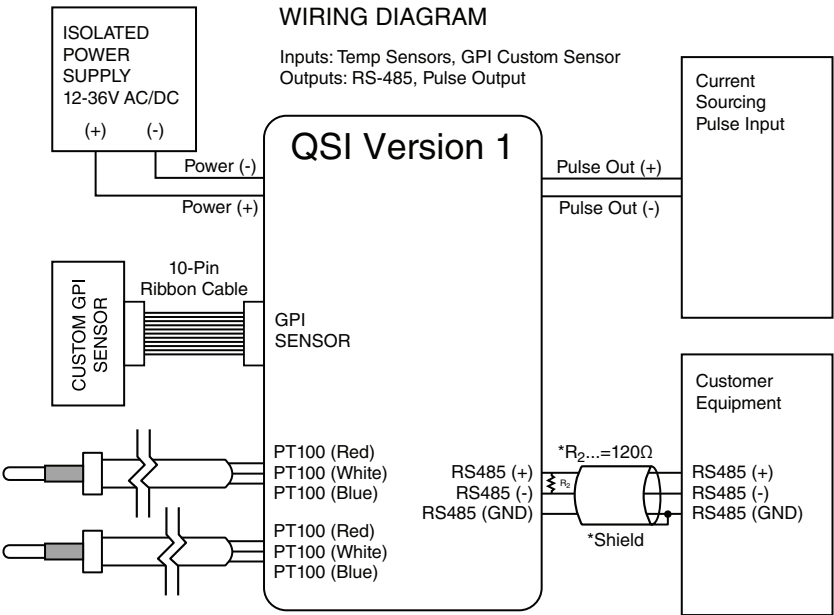 WIRING DIAGRAM
Inputs: Temp Sensors, GPI Custom Sensor
Outputs: RS-485, Pulse Output
ISOLATED
POWER
SUPPLY
12-36V AC/DC
(+) (-)
Power (-)
Power (+)
QSI Version 1
Pulse Out (+)
Pulse Out (-)
Current
Sourcing
Pulse Input
CUSTOM GPI
SENSOR
10-Pin
Ribbon Cable
GPI
SENSOR
PT100 (Red)
PT100 (White)
PT100 (Blue)
PT100 (Red)
PT100 (White)
PT100 (Blue)
RS485 (+)
RS485 (-)
RS485 (GND)
*R2...=120Ω
R2
*Shield
Customer
Equipment
RS485 (+)
RS485 (-)
RS485 (GND)